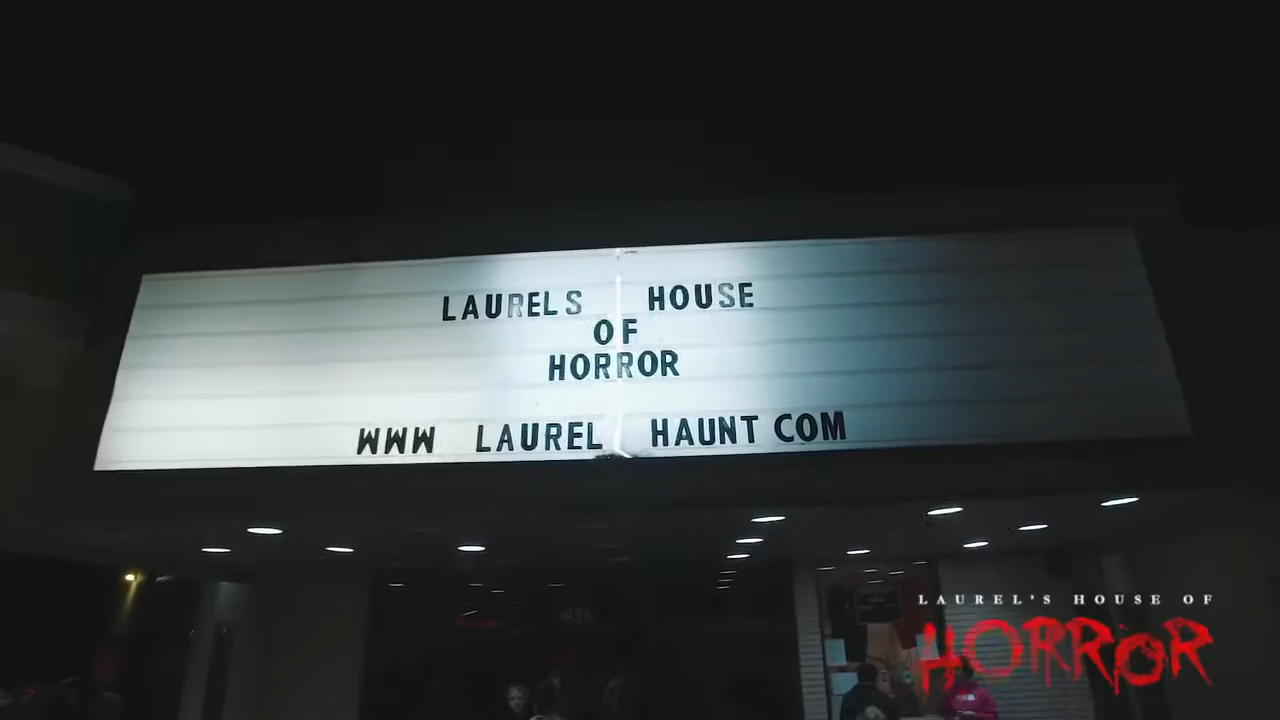 LAURELS HOUSE
OF
HORROR
WWW LAUREL HAUNT COM
LAUREL'S HOUSE OF
HORROR